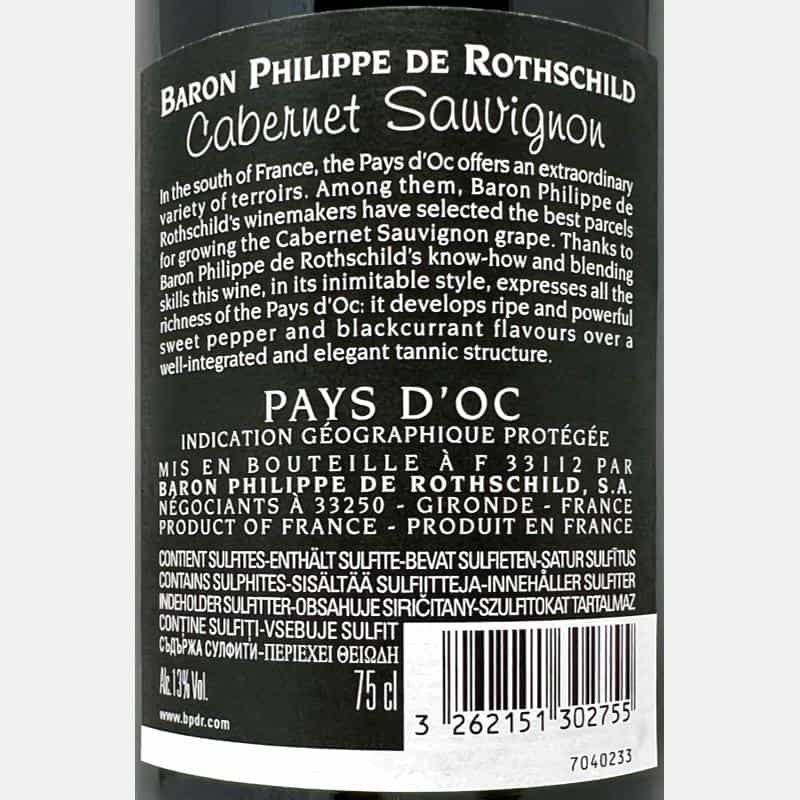 BARON PHILIPPE DE ROTHSCHILD
Cabernet Sauvignon
In the south of France, the Pays d'Oc offers an extraordinary
variety of terroirs. Among them, Baron Philippe de
Rothschild's winemakers have selected the best parcels
for growing the Cabernet Sauvignon grape. Thanks to
Baron Philippe de Rothschild's know-how and blending
skills this wine, in its inimitable style, expresses all the
richness of the Pays d'Oc: it develops ripe and powerful
sweet pepper and blackcurrant flavours over a
well-integrated and elegant tannic structure.
PAYS D'OC
INDICATION GÉOGRAPHIQUE PROTÉGÉE
MIS EN BOUTEILLE À F 33112 PAR
BARON PHILIPPE DE ROTHSCHILD, S.A.
NÉGOCIANTS À 33250 - GIRONDE - FRANCE
PRODUCT OF FRANCE - PRODUIT EN FRANCE
CONTIENT SULFITES-ENTHÄLT SULFITE-BEVAT SULFIETEN-SATUR SULFĪTUS
CONTAINS SULPHITES-SISÄLTÄÄ SULFIITTEJA-INNEHÅLLER SULFITER
INDEHOLDER SULFITTER-OBSAHUJE SIRIČITANY-SZULFITOKAT TARTALMAZ
CONȚINE SULFIȚI-VSEBUJE SULFIT
СЪДЪРЖА СУЛФИТИ-ΠΕΡΙΕΧΕΙ ΘΕΙΩΔΗ
Alc. 13% Vol.
75 cl
www.bpdr.com
3 262151 302755
7040233